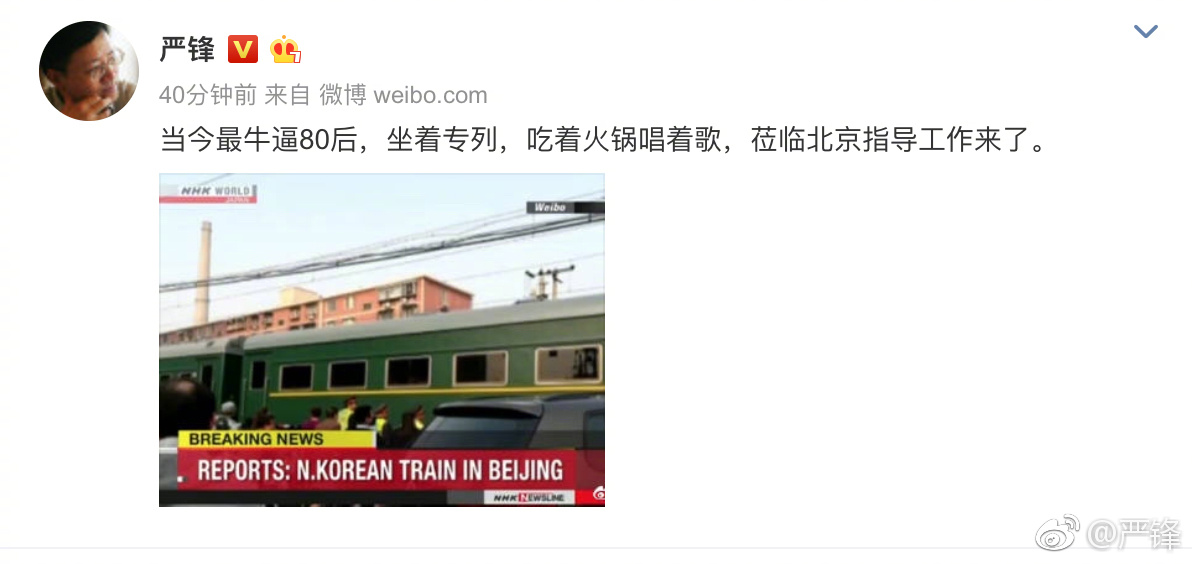 严锋
40分钟前 来自 微博 weibo.com
当今最牛逼80后，坐着专列，吃着火锅唱着歌，莅临北京指导工作来了。
NHK WORLD
JAPAN
Weibo
BREAKING NEWS
REPORTS: N.KOREAN TRAIN IN BEIJING
NHK NEWSLINE
@严锋